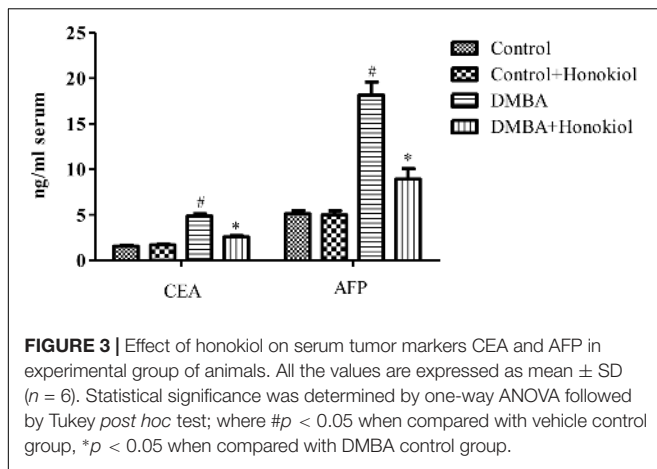 25
20
15
10
5
0
ng/ml serum
#
*
#
*
CEA
AFP
Control
Control+Honokiol
DMBA
DMBA+Honokiol
FIGURE 3 | Effect of honokiol on serum tumor markers CEA and AFP in
experimental group of animals. All the values are expressed as mean ± SD
(n = 6). Statistical significance was determined by one-way ANOVA followed
by Tukey post hoc test; where #p < 0.05 when compared with vehicle control
group, *p < 0.05 when compared with DMBA control group.